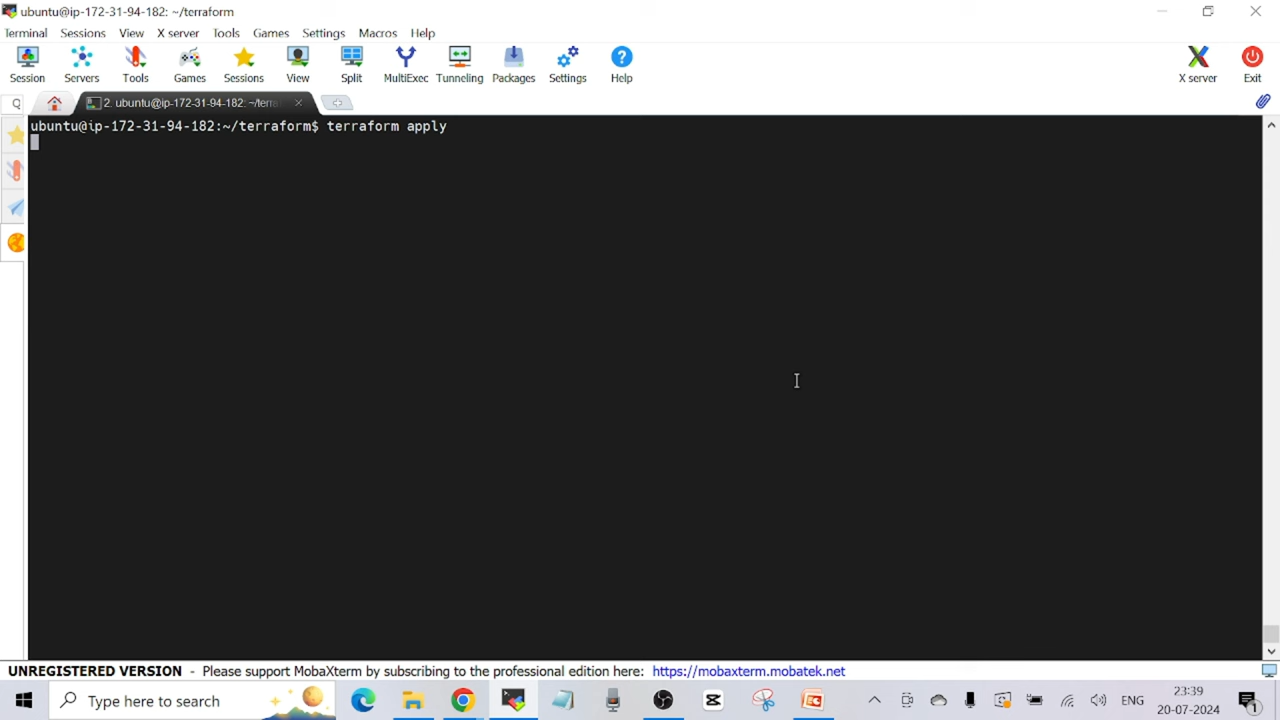 ubuntu@ip-172-31-94-182: ~/terraform
Terminal Sessions View X server Tools Games Settings Macros Help
Session Servers Tools Games Sessions View Split MultiExec Tunneling Packages Settings Help X server Exit
Q 2. ubuntu@ip-172-31-94-182: ~/terra
ubuntu@ip-172-31-94-182:~/terraform$ terraform apply
UNREGISTERED VERSION - Please support MobaXterm by subscribing to the professional edition here: https://mobaxterm.mobatek.net
Type here to search ENG 23:39
20-07-2024 1